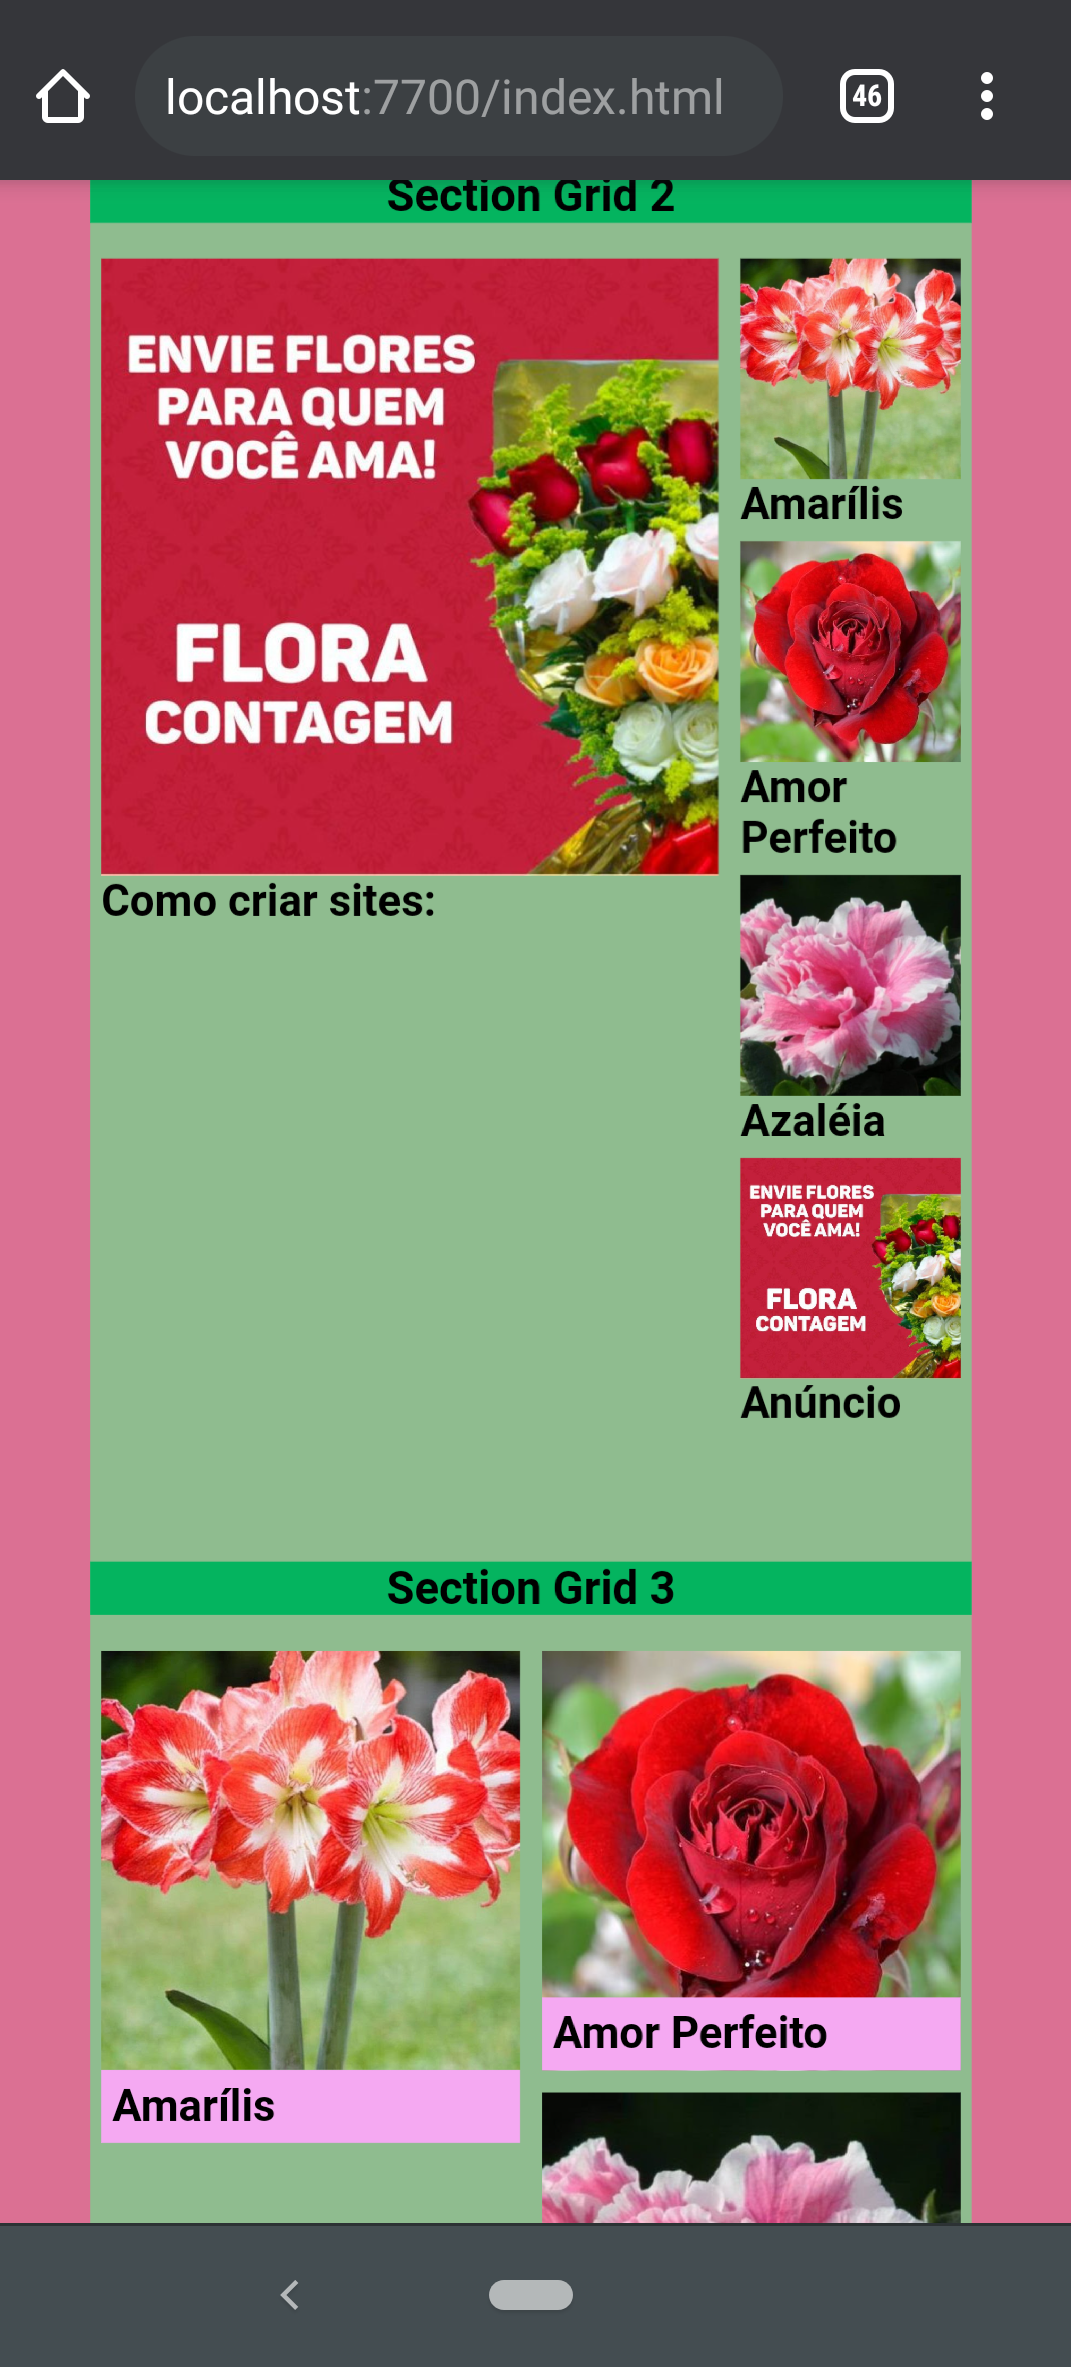 localhost:7700/index.html
46
Section Grid 2
ENVIE FLORES
PARA QUEM
VOCÊ AMA!
FLORA
CONTAGEM
Como criar sites:
Amarílis
Amor
Perfeito
Azaléia
ENVIE FLORES
PARA QUEM
VOCÊ AMA!
FLORA
CONTAGEM
Anúncio
Section Grid 3
Amarílis
Amor Perfeito